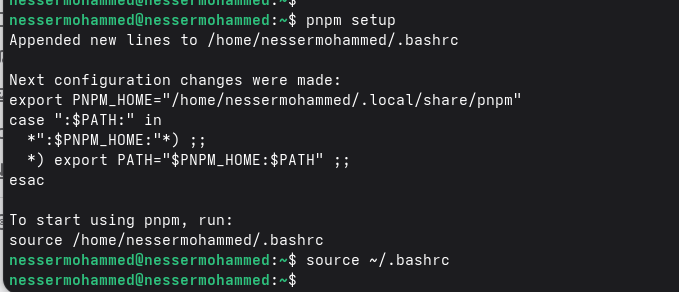 nessermohammed@nessermohammed:~$
nessermohammed@nessermohammed:~$ pnpm setup
Appended new lines to /home/nessermohammed/.bashrc

Next configuration changes were made:
export PNPM_HOME="/home/nessermohammed/.local/share/pnpm"
case ":$PATH:" in
  *":$PNPM_HOME:"*) ;;
  *) export PATH="$PNPM_HOME:$PATH" ;;
esac

To start using pnpm, run:
source /home/nessermohammed/.bashrc
nessermohammed@nessermohammed:~$ source ~/.bashrc
nessermohammed@nessermohammed:~$